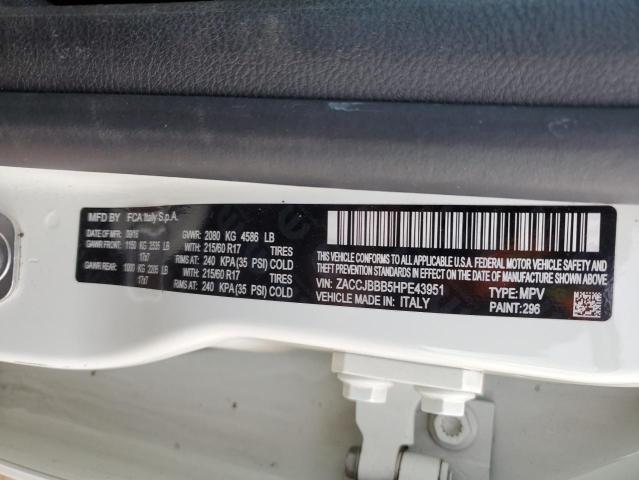 MFD BY FCA Italy S.p.A.
DATE OF MFD: 09/16 GVWR: 2080 KG 4586 LB
GAWR FRONT: 1150 KG 2535 LB WITH: 215/60 R17 TIRES
17x7 RIMS AT: 240 KPA (35 PSI) COLD
GAWR REAR: 1000 KG 2205 LB WITH: 215/60 R17 TIRES
17x7 RIMS AT: 240 KPA (35 PSI) COLD
THIS VEHICLE CONFORMS TO ALL APPLICABLE U.S.A. FEDERAL MOTOR VEHICLE SAFETY AND
THEFT PREVENTION STANDARDS IN EFFECT ON THE DATE OF MANUFACTURE SHOWN ABOVE
VIN: ZACCJBBB5HPE43951 TYPE: MPV
VEHICLE MADE IN: ITALY PAINT: 296